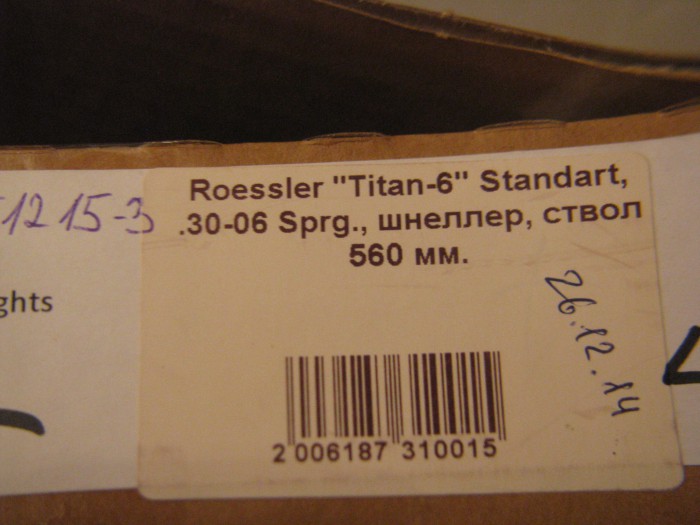 Roessler "Titan-6" Standart,
.30-06 Sprg., шнеллер, ствол
560 мм.
12 15-3
ghts
26.12.14
2 006187 310015